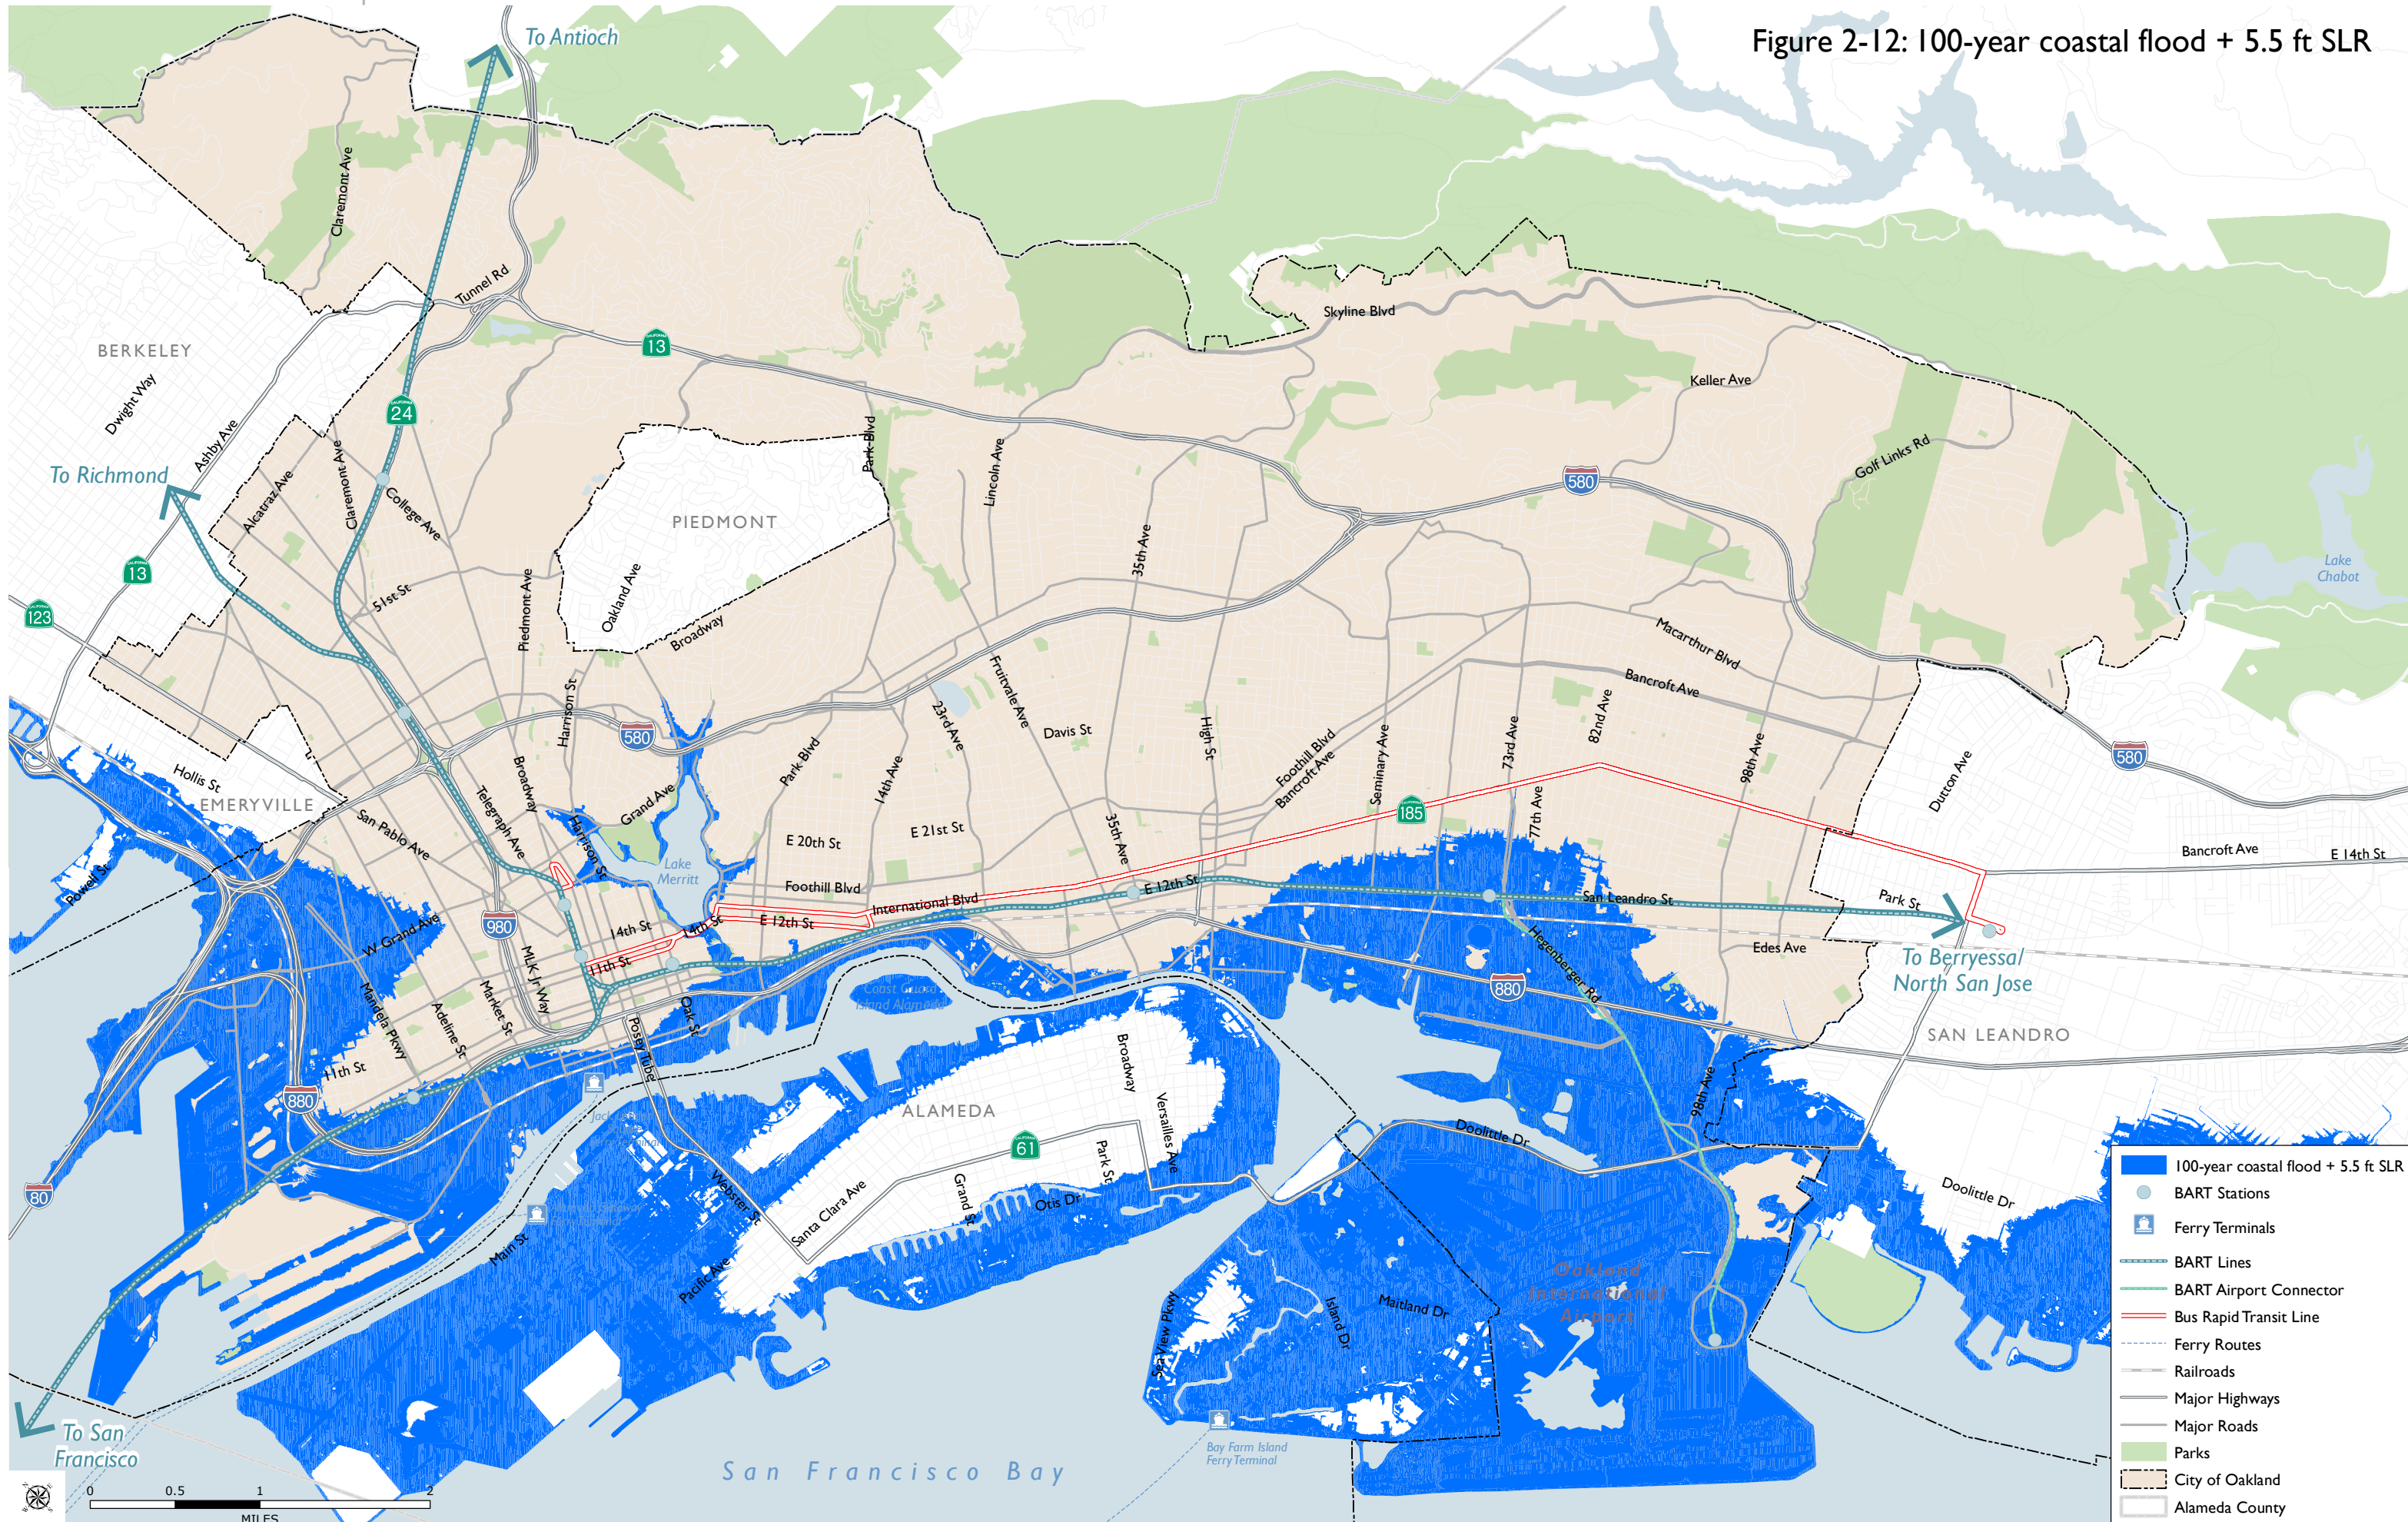 Figure 2-12: 100-year coastal flood + 5.5 ft SLR
To Antioch
Claremont Ave
Tunnel Rd
Skyline Blvd
13
BERKELEY
Dwight Way
Keller Ave
24
Ashby Ave
Park Blvd
Lincoln Ave
Golf Links Rd
To Richmond
Alcatraz Ave
Claremont Ave
College Ave
580
PIEDMONT
35th Ave
13
Lake
Chabot
51st St
Piedmont Ave
Oakland Ave
Broadway
123
Macarthur Blvd
Bancroft Ave
Fruitvale Ave
Harrison St
23rd Ave
Davis St
High St
Foothill Blvd
Bancroft Ave
Seminary Ave
73rd Ave
82nd Ave
98th Ave
580
580
Dutton Ave
Hollis St
EMERYVILLE
Broadway
Park Blvd
14th Ave
Telegraph Ave
Grand Ave
Harrison St
San Pablo Ave
185
77th Ave
E 20th St
E 21st St
35th Ave
Bancroft Ave
E 14th St
Powell St
Lake
Merritt
Foothill Blvd
International Blvd
E 12th St
E 12th St
San Leandro St
Park St
980
W Grand Ave
14th St
14th St
11th St
Edes Ave
To Berryessa/
North San Jose
Hegenberger Rd
MLK Jr Way
Market St
Adeline St
Mandela Pkwy
Oak St
Coast Guard
Island Alameda
880
SAN LEANDRO
Posey Tube
Broadway
11th St
880
ALAMEDA
61
Versailles Ave
Park St
98th Ave
Doolittle Dr
80
Webster St
Santa Clara Ave
Grand St
Otis Dr
Doolittle Dr
Main St
Pacific Ave
Oakland
International
Airport
Sea View Pkwy
Island Dr
Maitland Dr
To San
Francisco
Bay Farm Island
Ferry Terminal
San Francisco Bay
0 0.5 1 2
MILES
100-year coastal flood + 5.5 ft SLR
BART Stations
Ferry Terminals
BART Lines
BART Airport Connector
Bus Rapid Transit Line
Ferry Routes
Railroads
Major Highways
Major Roads
Parks
City of Oakland
Alameda County